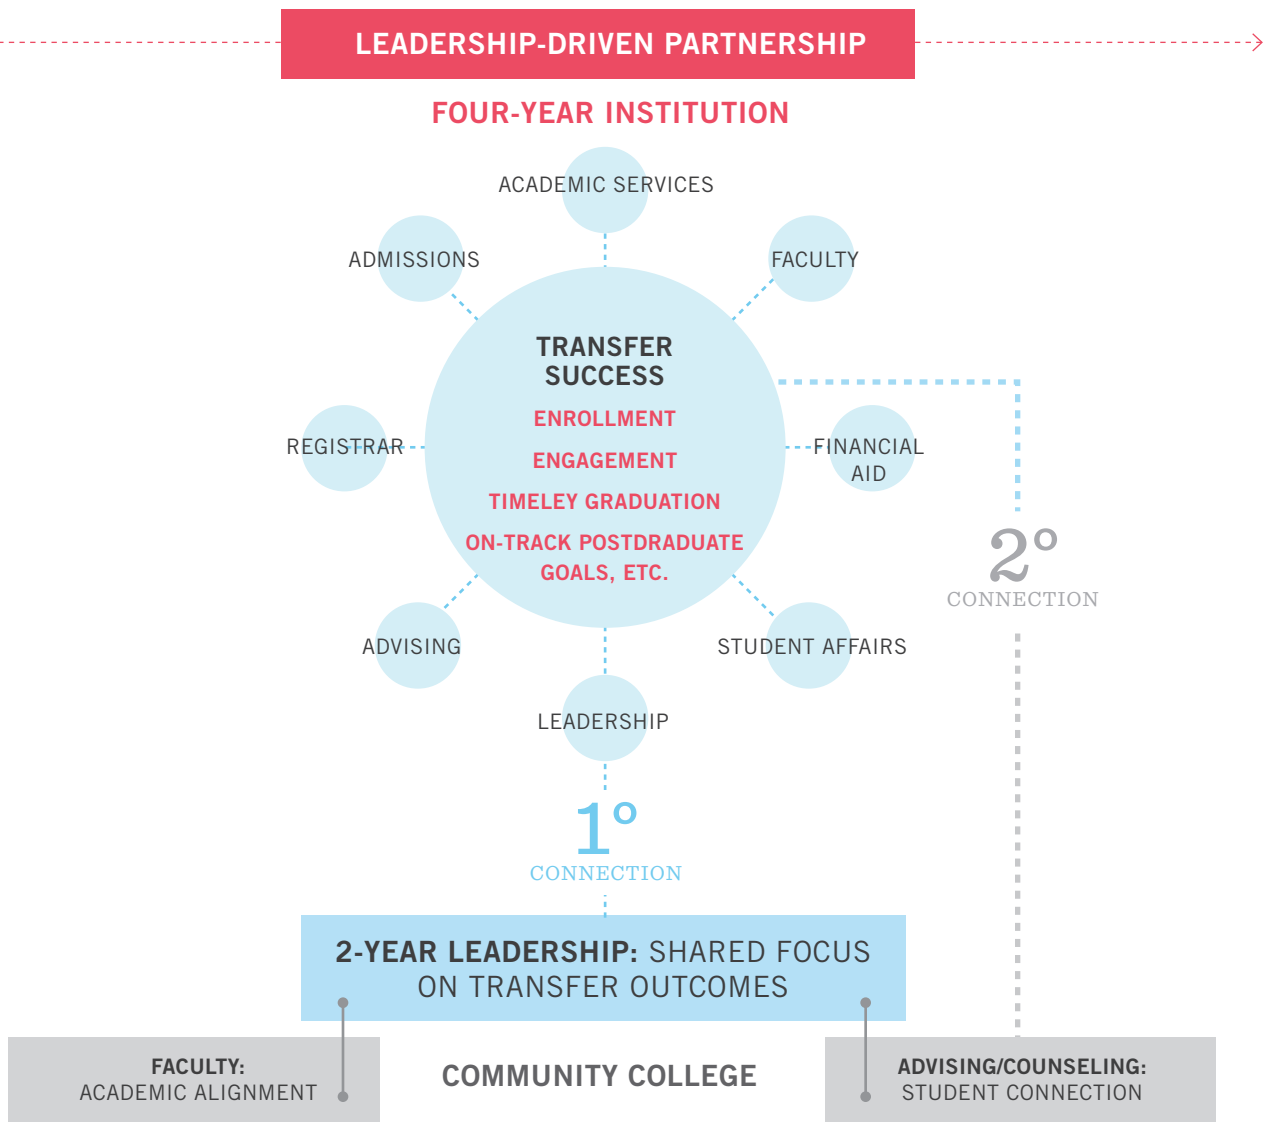 LEADERSHIP-DRIVEN PARTNERSHIP
FOUR-YEAR INSTITUTION
ACADEMIC SERVICES
ADMISSIONS
FACULTY
TRANSFER
SUCCESS
ENROLLMENT
ENGAGEMENT
TIMELEY GRADUATION
ON-TRACK POSTDRADUATE
GOALS, ETC.
REGISTRAR
FINANCIAL
AID
2°
CONNECTION
ADVISING
STUDENT AFFAIRS
LEADERSHIP
1°
CONNECTION
2-YEAR LEADERSHIP: SHARED FOCUS
ON TRANSFER OUTCOMES
FACULTY:
ACADEMIC ALIGNMENT
COMMUNITY COLLEGE
ADVISING/COUNSELING:
STUDENT CONNECTION